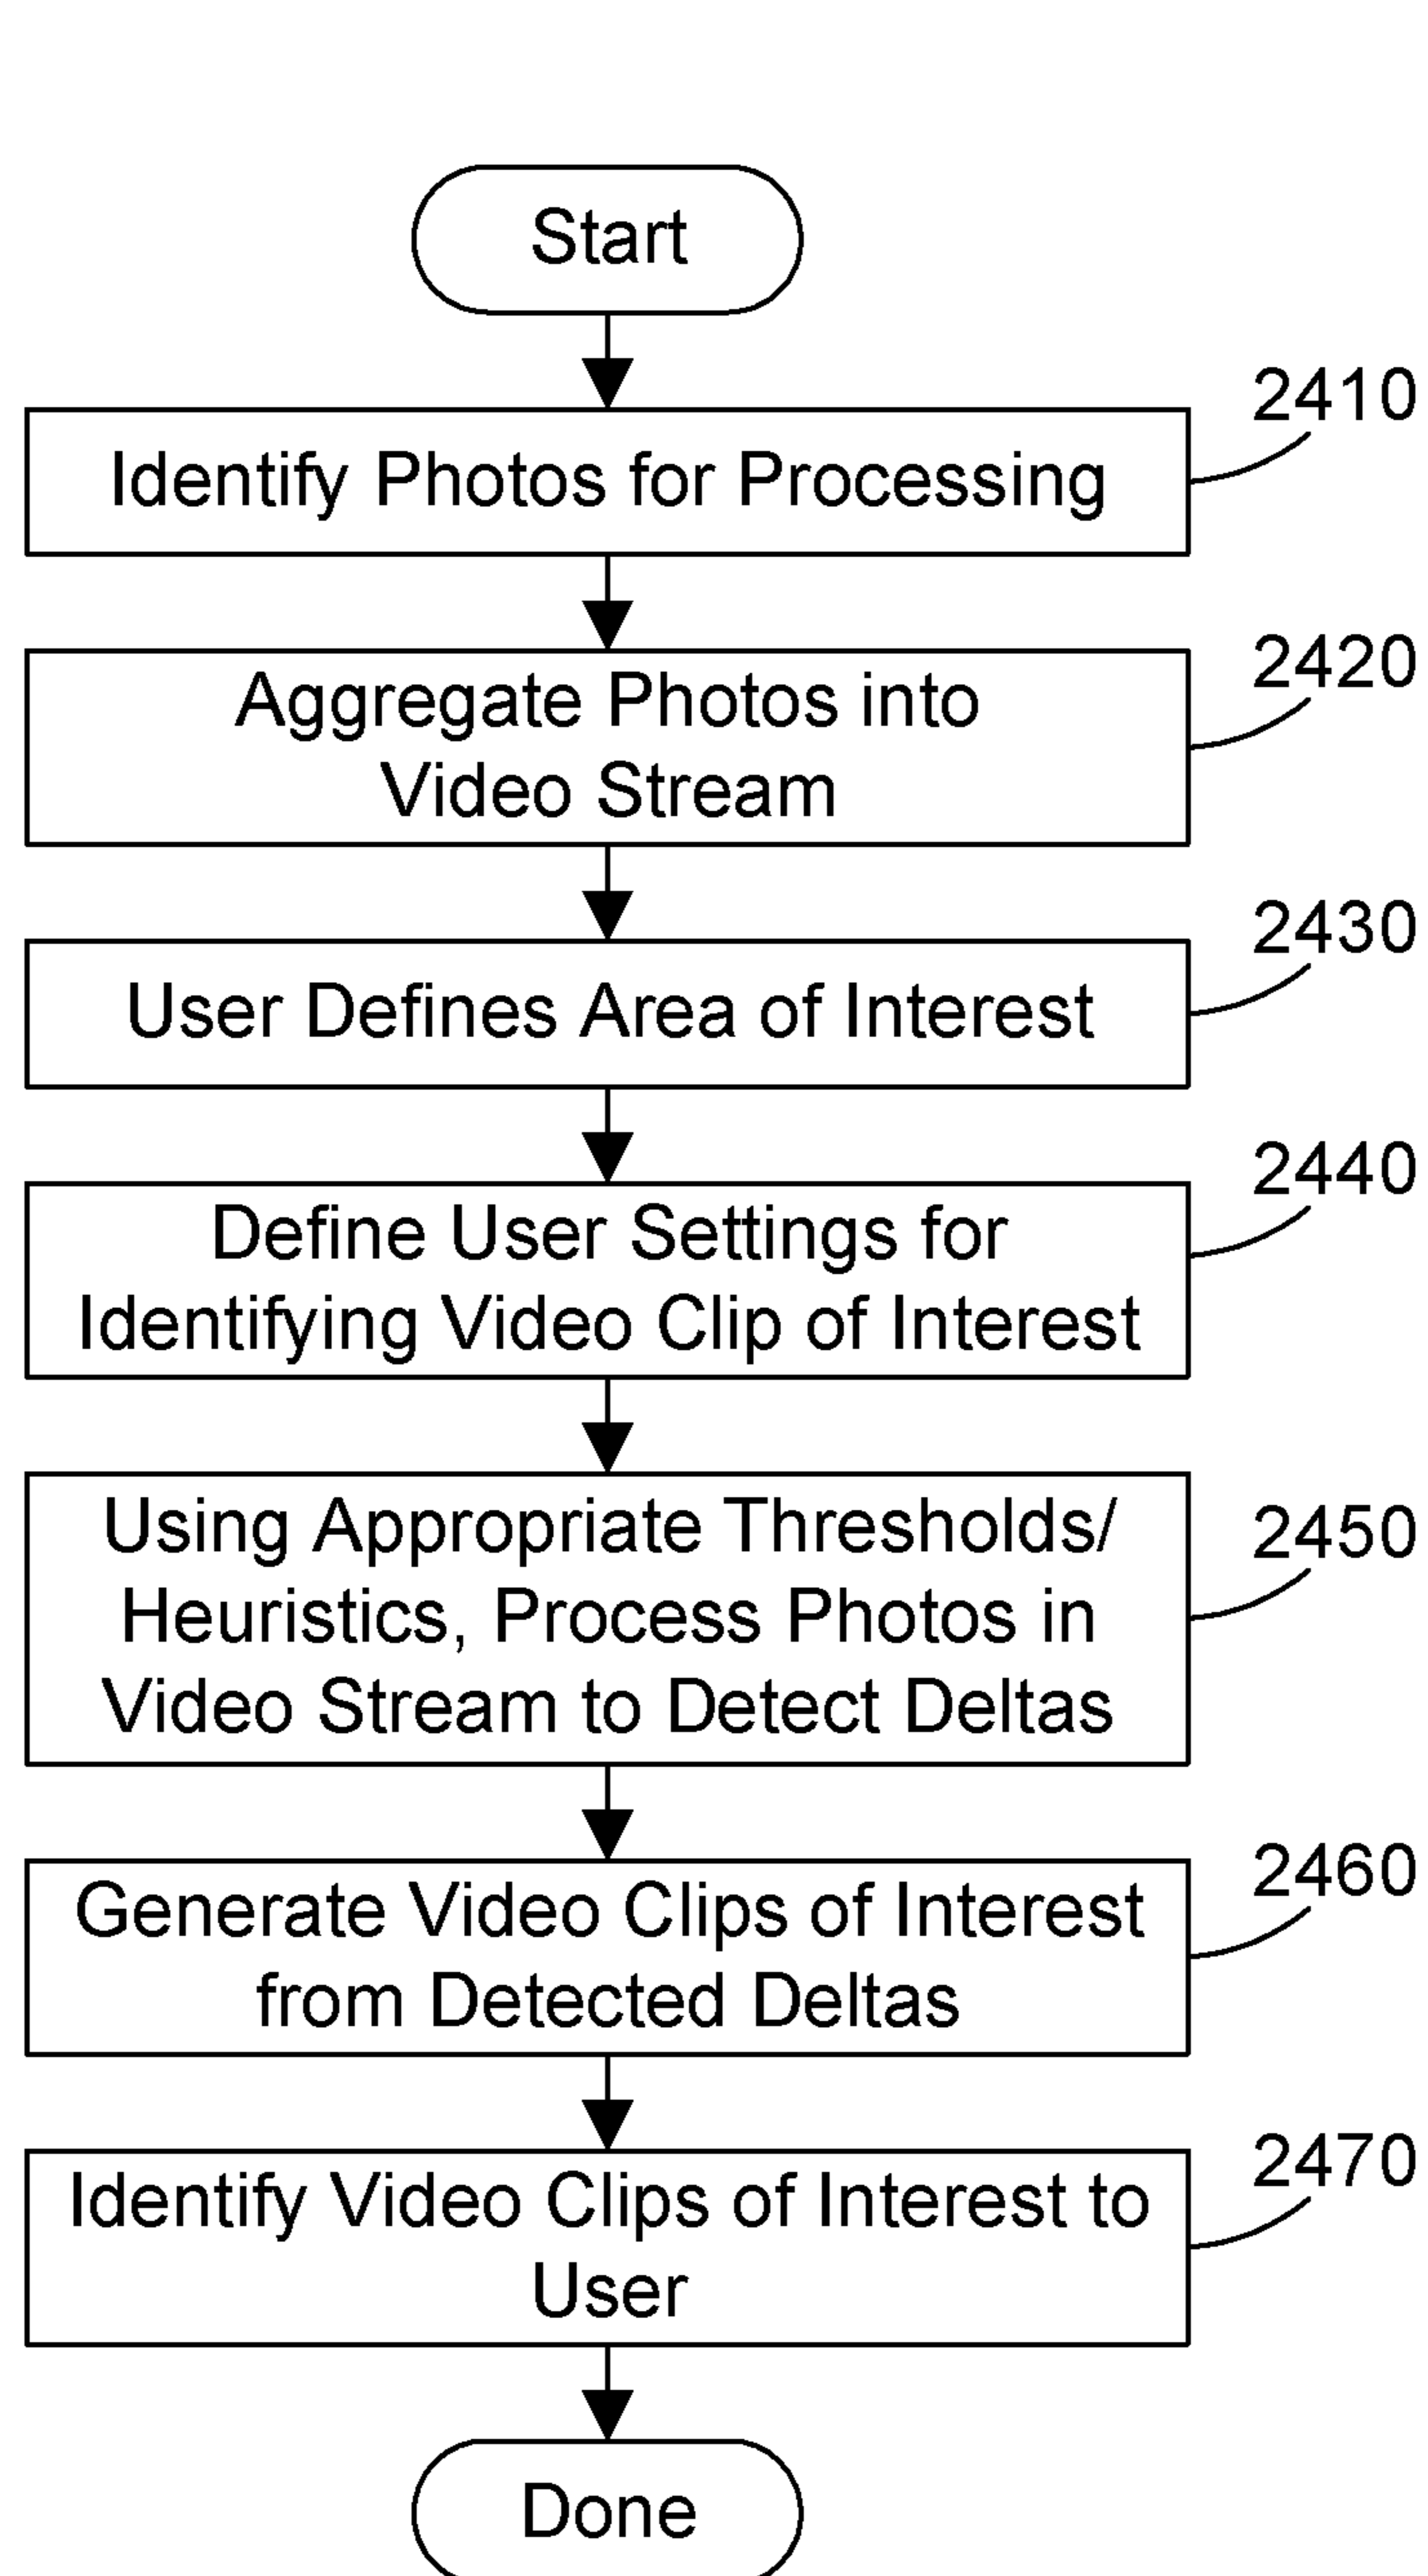 Start
2410
Identify Photos for Processing
2420
Aggregate Photos into
Video Stream
2430
User Defines Area of Interest
2440
Define User Settings for
Identifying Video Clip of Interest
2450
Using Appropriate Thresholds/
Heuristics, Process Photos in
Video Stream to Detect Deltas
2460
Generate Video Clips of Interest
from Detected Deltas
2470
Identify Video Clips of Interest to
User
Done